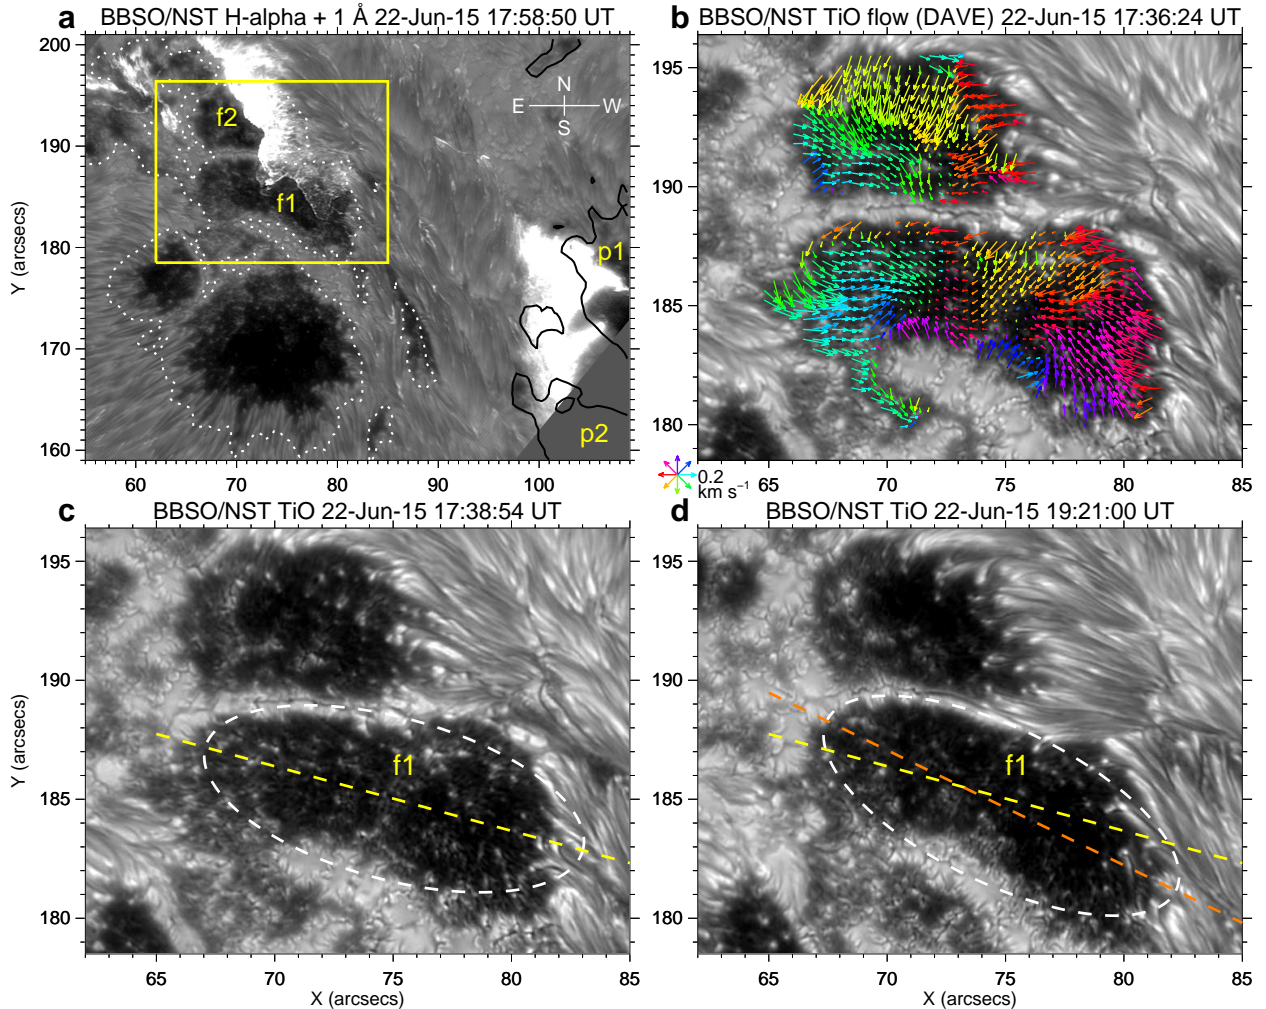 a BBSO/NST H-alpha + 1 Å 22-Jun-15 17:58:50 UT
200
190
180
170
160
Y (arcsecs)
60 70 80 90 100
f2
f1
N
E W
S
p1
p2
b BBSO/NST TiO flow (DAVE) 22-Jun-15 17:36:24 UT
195
190
185
180
65 70 75 80 85
0.2
km s⁻¹
c BBSO/NST TiO 22-Jun-15 17:38:54 UT
195
190
185
180
Y (arcsecs)
f1
65 70 75 80 85
X (arcsecs)
d BBSO/NST TiO 22-Jun-15 19:21:00 UT
195
190
185
180
f1
65 70 75 80 85
X (arcsecs)